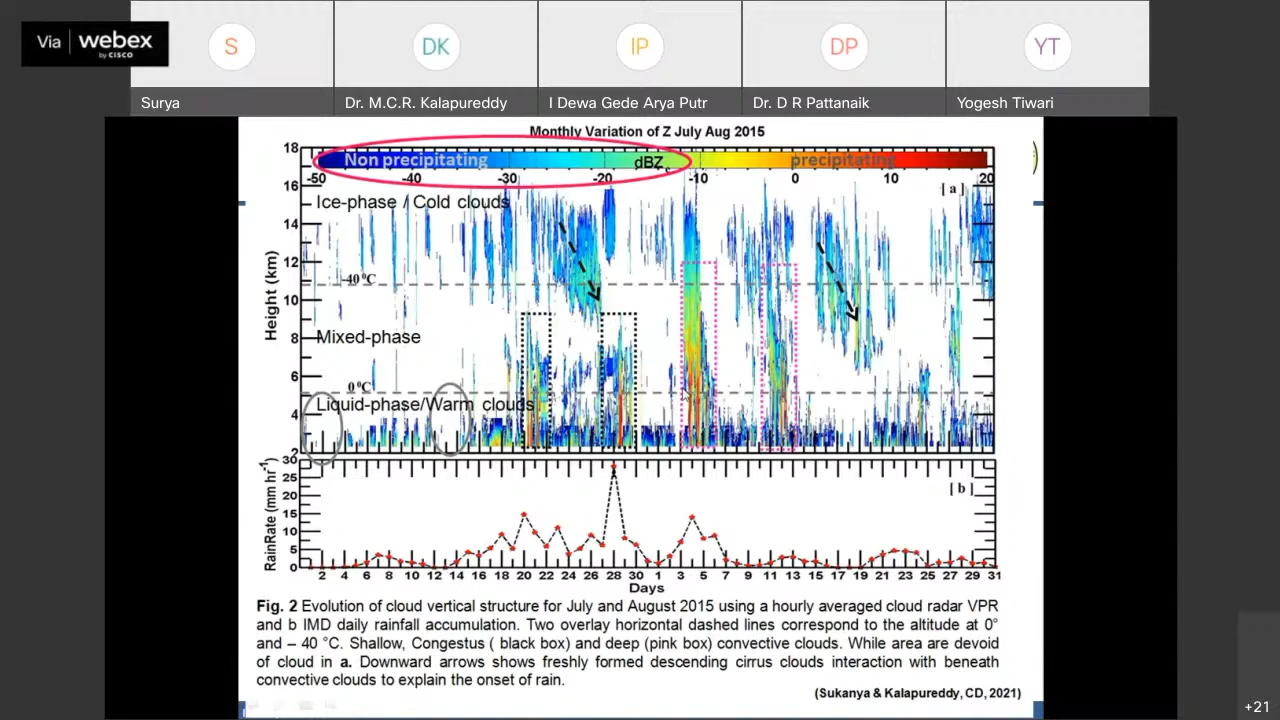 Via webex
by CISCO
S DK IP DP YT
Surya Dr. M.C.R. Kalapureddy I Dewa Gede Arya Putr Dr. D R Pattanaik Yogesh Tiwari
Monthly Variation of Z July Aug 2015
Non precipitating dBZ precipitating
-50 -40 -30 -20 -10 0 10 20
[a]
18
16
14
12
10
8
6
4
2
Height (km)
Ice-phase / Cold clouds
-40 ⁰C
Mixed-phase
0⁰C
Liquid-phase/Warm clouds
[ b ]
30
25
20
15
10
5
0
RainRate (mm hr⁻¹)
2 4 6 8 10 12 14 16 18 20 22 24 26 28 30 1 3 5 7 9 11 13 15 17 19 21 23 25 27 29 31
Days
Fig. 2 Evolution of cloud vertical structure for July and August 2015 using a hourly averaged cloud radar VPR
and b IMD daily rainfall accumulation. Two overlay horizontal dashed lines correspond to the altitude at 0°
and – 40 °C. Shallow, Congestus ( black box) and deep (pink box) convective clouds. While area are devoid
of cloud in a. Downward arrows shows freshly formed descending cirrus clouds interaction with beneath
convective clouds to explain the onset of rain.
(Sukanya & Kalapureddy, CD, 2021)
+21